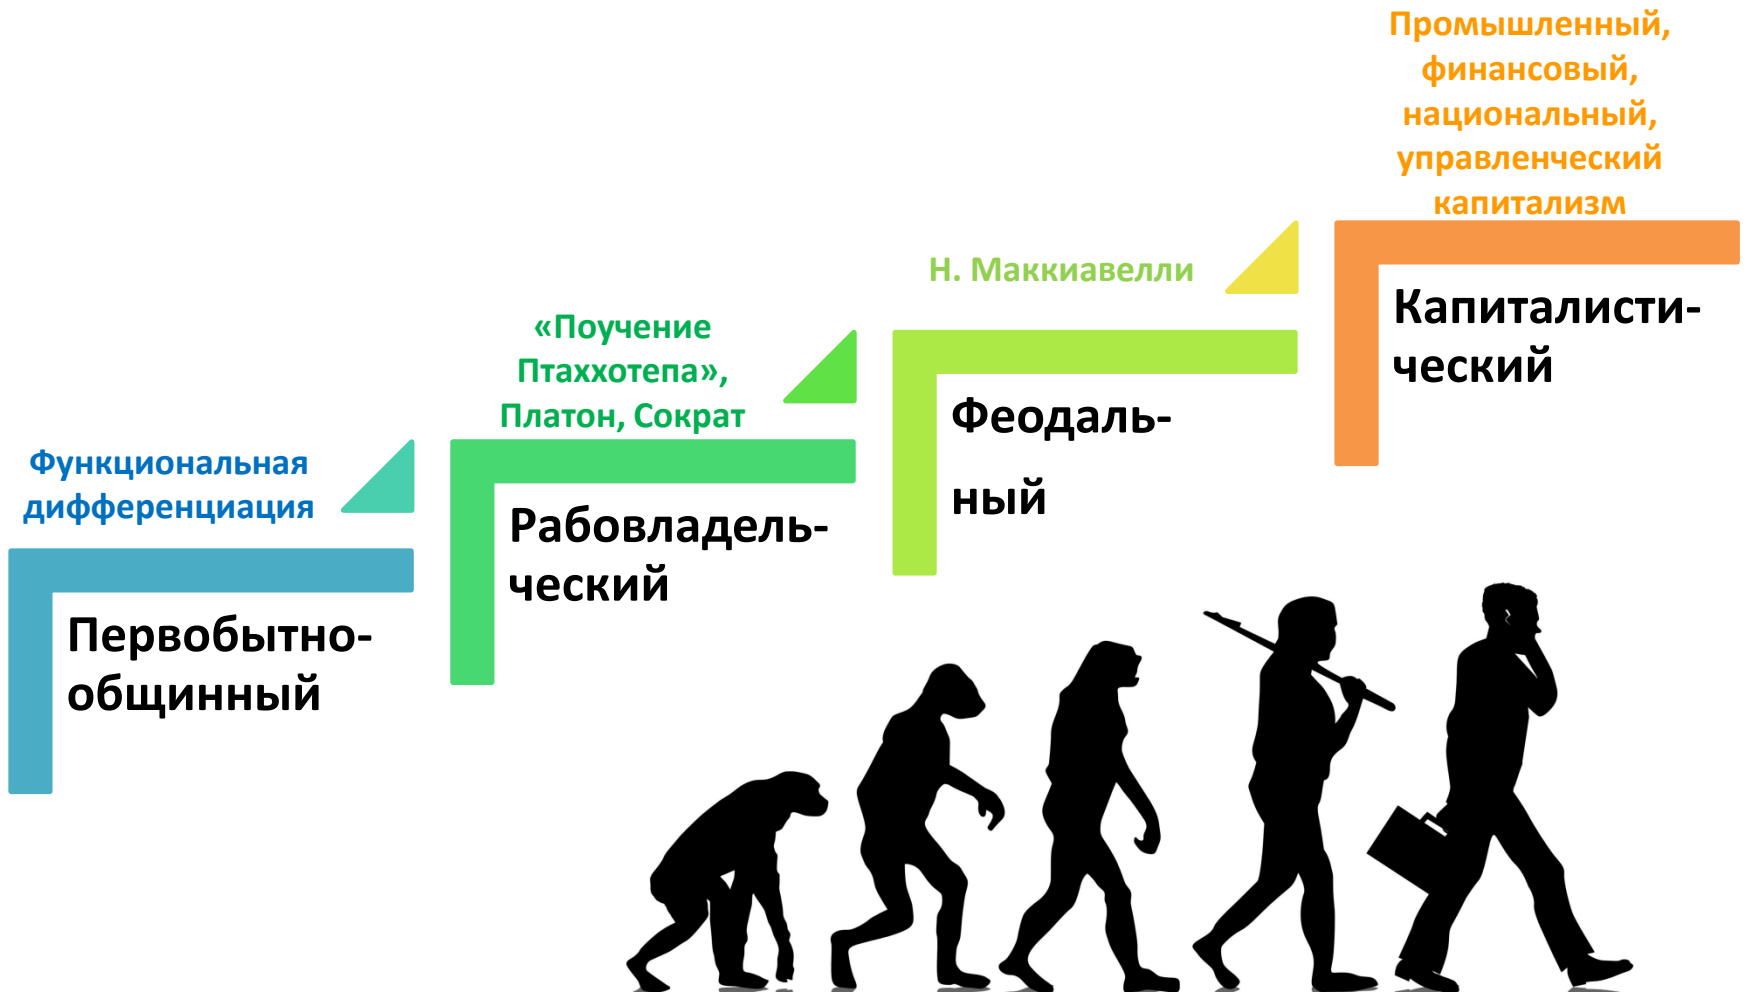 Функциональная
дифференциация
Первобытно-
общинный
«Поучение
Птаххотепа»,
Платон, Сократ
Рабовладель-
ческий
Н. Маккиавелли
Феодаль-
ный
Промышленный,
финансовый,
национальный,
управленческий
капитализм
Капиталисти-
ческий